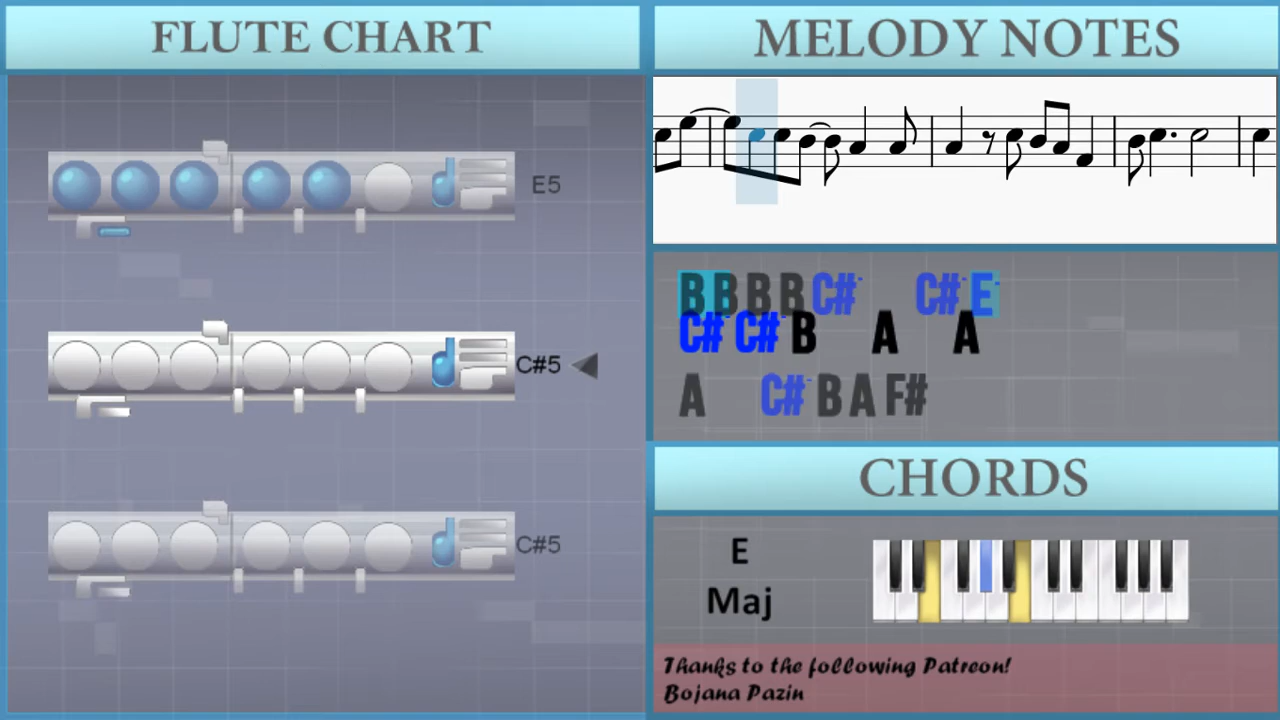 FLUTE CHART
E5
C#5
C#5
MELODY NOTES
B B B B C#- C#- E-
C#- C#- B A A
A C#- B A F#
CHORDS
E
Maj
Thanks to the following Patreon!
Bojana Pazin